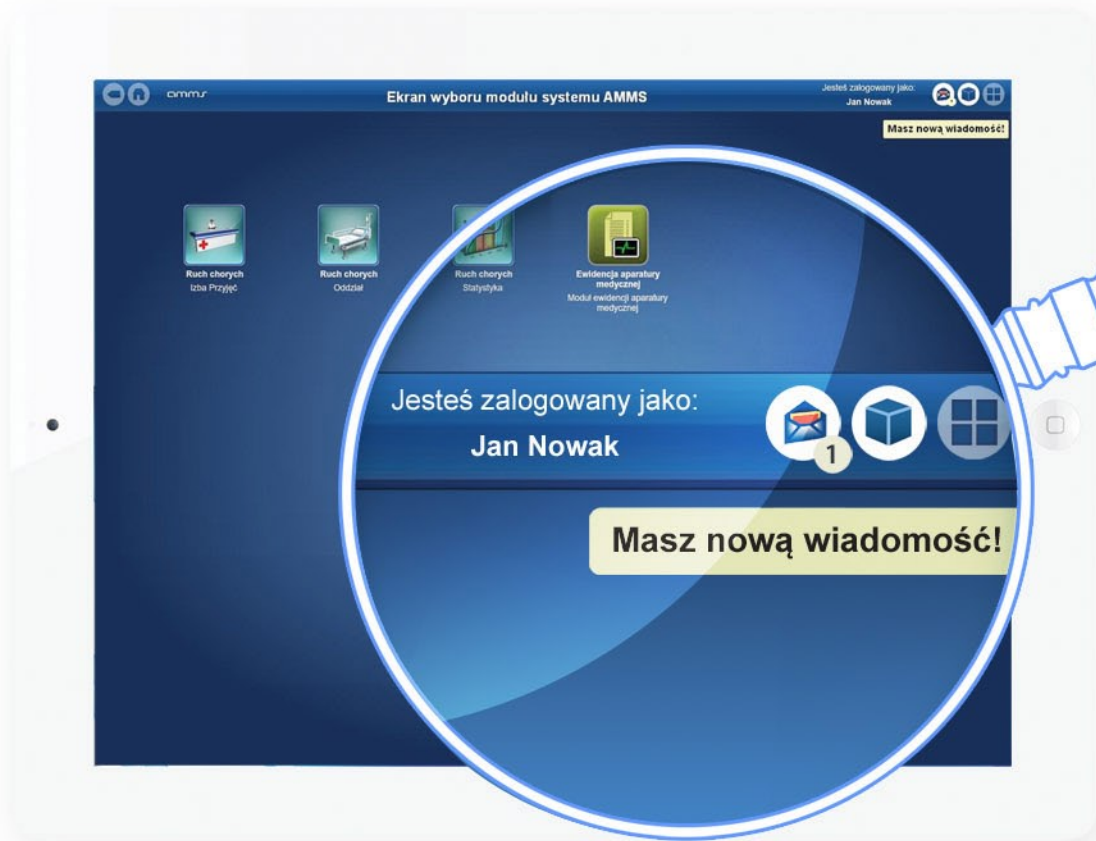 amms
Ekran wyboru modułu systemu AMMS
Jesteś zalogowany jako:
Jan Nowak
Masz nową wiadomość!
Ruch chorych
Izba Przyjęć
Ruch chorych
Oddział
Ruch chorych
Statystyka
Ewidencja aparatury
medycznej
Moduł ewidencji aparatury
medycznej
Jesteś zalogowany jako:
Jan Nowak
1
Masz nową wiadomość!